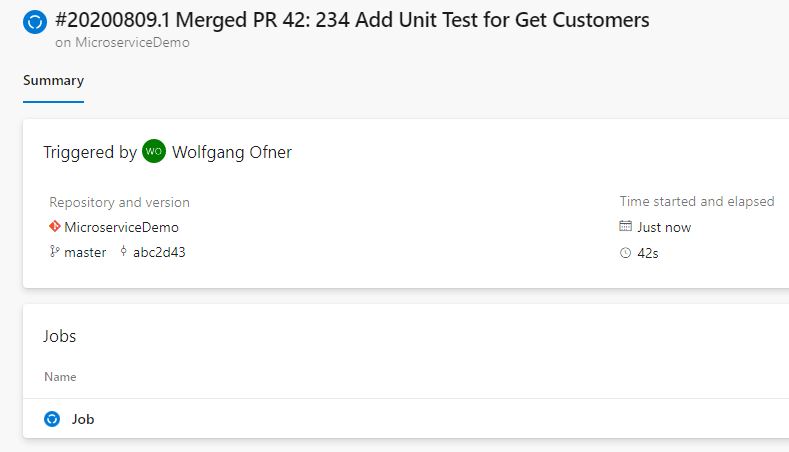 #20200809.1 Merged PR 42: 234 Add Unit Test for Get Customers
on MicroserviceDemo
Summary
Triggered by WO Wolfgang Ofner
Repository and version
Time started and elapsed
MicroserviceDemo
Just now
master abc2d43
42s
Jobs
Name
Job